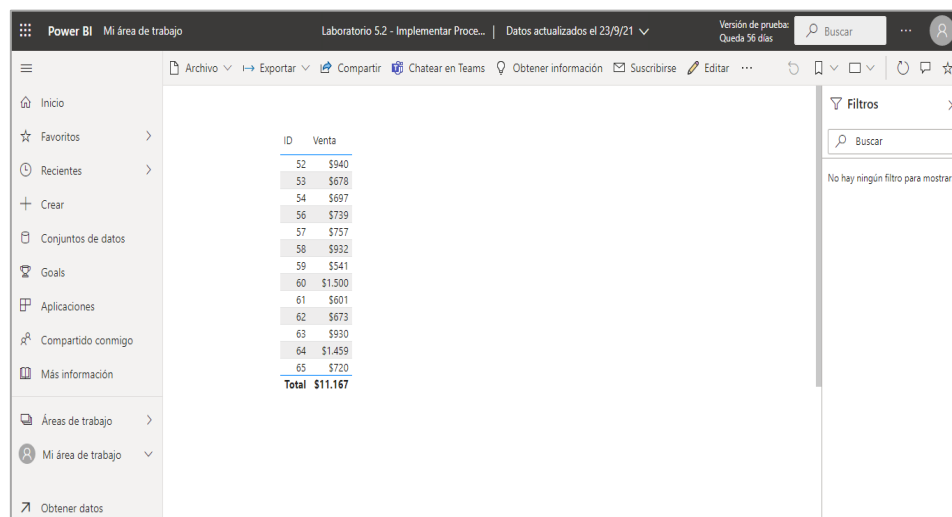 Power BI Mi área de trabajo Laboratorio 5.2 - Implementar Proce... | Datos actualizados el 23/9/21 Versión de prueba: Queda 56 días Buscar ...
Archivo Exportar Compartir Chatear en Teams Obtener información Suscribirse Editar ...
Inicio
Favoritos
Recientes
Crear
Conjuntos de datos
Goals
Aplicaciones
Compartido conmigo
Más información
Áreas de trabajo
Mi área de trabajo
Obtener datos
ID Venta
52 $940
53 $678
54 $697
56 $739
57 $757
58 $932
59 $541
60 $1.500
61 $601
62 $673
63 $930
64 $1.459
65 $720
Total $11.167
Filtros
Buscar
No hay ningún filtro para mostrar